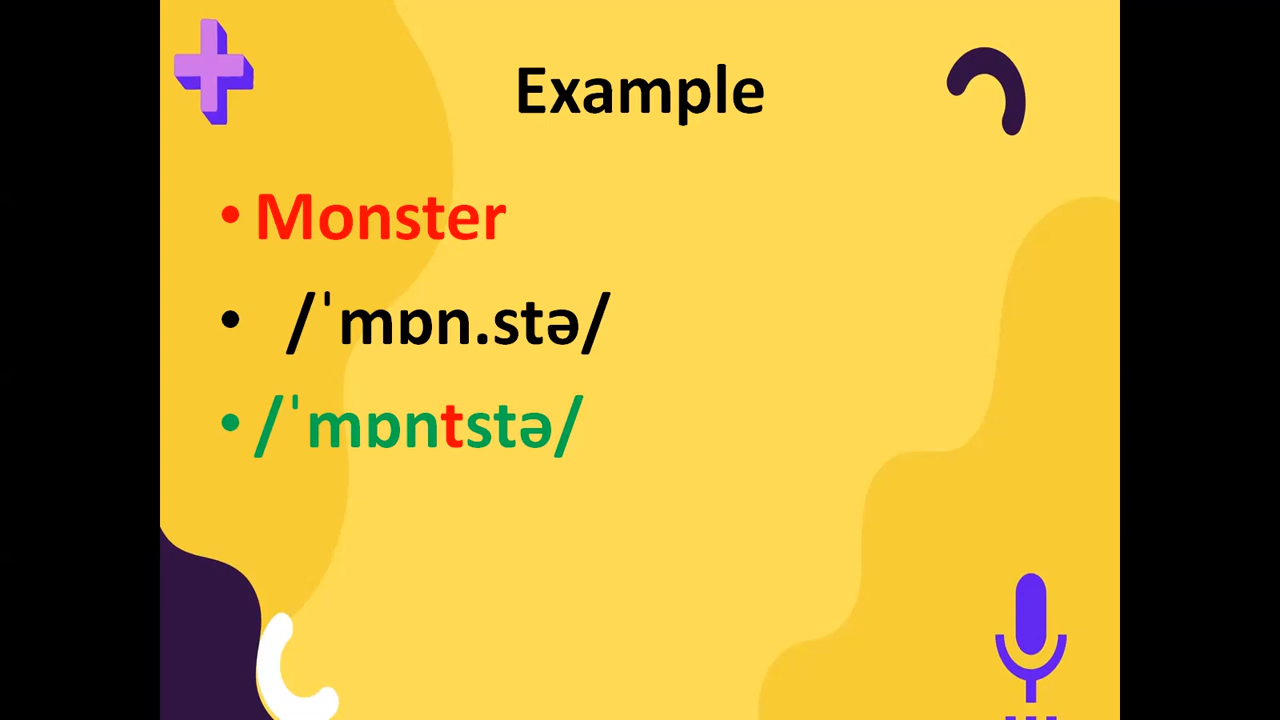 Example
• Monster
• /ˈmɒn.stə/
• /ˈmɒntstə/